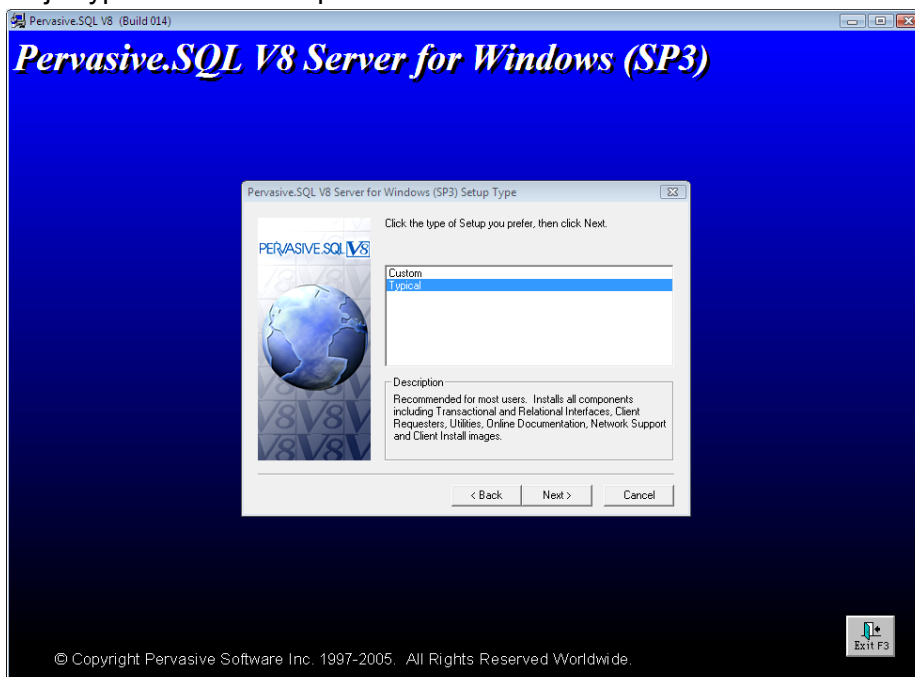 Pervasive.SQL V8 (Build 014)
Pervasive.SQL V8 Server for Windows (SP3)
Pervasive.SQL V8 Server for Windows (SP3) Setup Type
Click the type of Setup you prefer, then click Next.
PERVASIVE.SQL V8
Custom
Typical
Description
Recommended for most users. Installs all components
including Transactional and Relational Interfaces, Client
Requesters, Utilities, Online Documentation, Network Support
and Client Install images.
< Back
Next >
Cancel
Exit F3
© Copyright Pervasive Software Inc. 1997-2005. All Rights Reserved Worldwide.